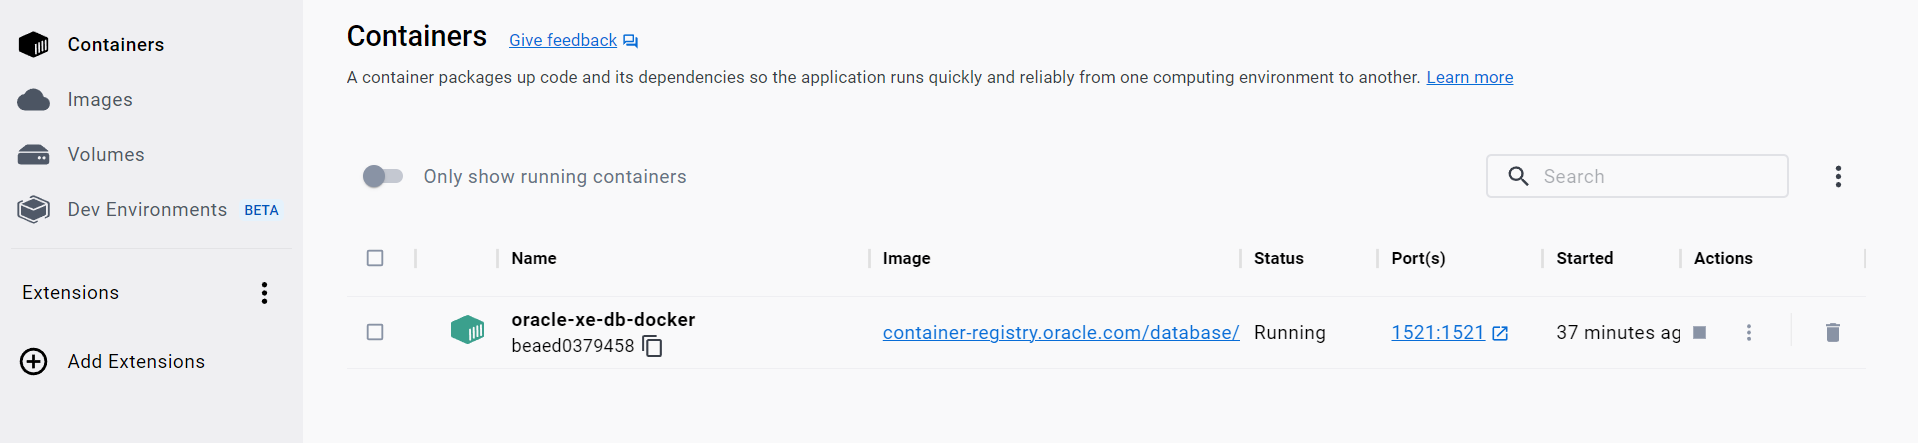 Containers
Images
Volumes
Dev Environments BETA
Extensions
Add Extensions
Containers Give feedback
A container packages up code and its dependencies so the application runs quickly and reliably from one computing environment to another. Learn more
Only show running containers
Search
Name Image Status Port(s) Started Actions
oracle-xe-db-docker
beaed0379458
container-registry.oracle.com/database/ Running 1521:1521 37 minutes ag